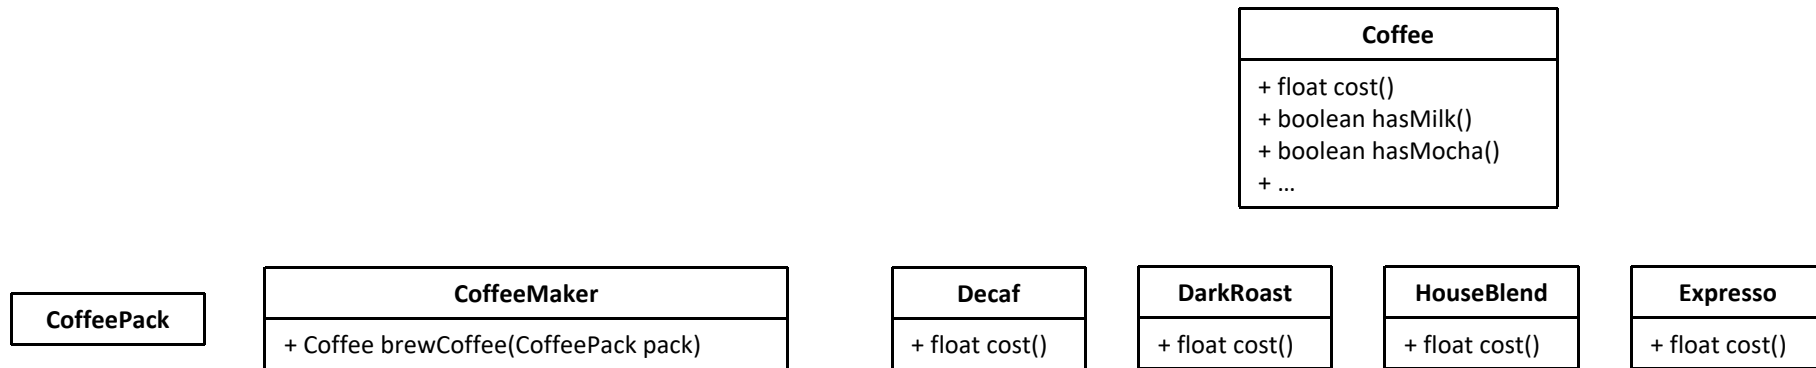 Coffee
+ float cost()
+ boolean hasMilk()
+ boolean hasMocha()
+ ...
CoffeePack
CoffeeMaker
+ Coffee brewCoffee(CoffeePack pack)
Decaf
+ float cost()
DarkRoast
+ float cost()
HouseBlend
+ float cost()
Expresso
+ float cost()